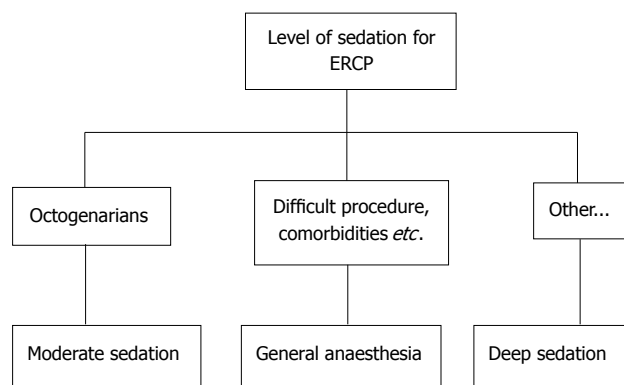 Level of sedation for
ERCP
Octogenarians
Difficult procedure,
comorbidities etc.
Other...
Moderate sedation
General anaesthesia
Deep sedation